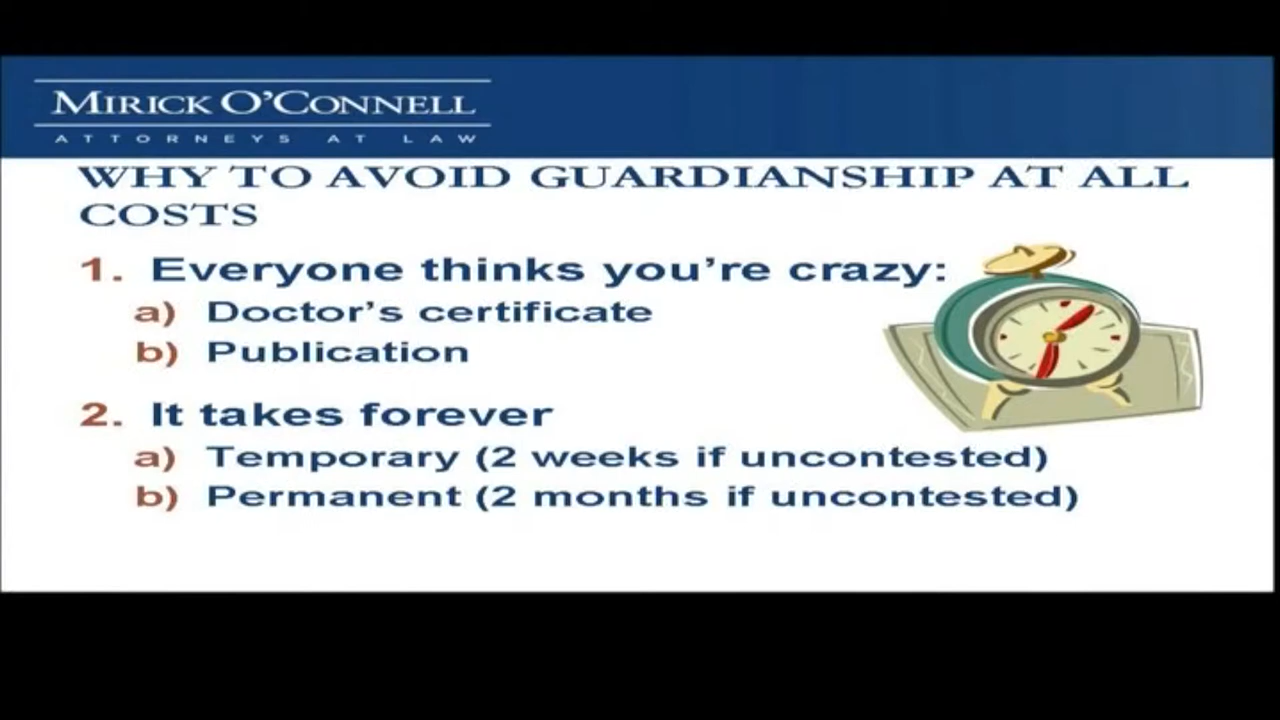 MIRICK O'CONNELL
ATTORNEYS AT LAW
WHY TO AVOID GUARDIANSHIP AT ALL
COSTS
1. Everyone thinks you're crazy:
a) Doctor's certificate
b) Publication
2. It takes forever
a) Temporary (2 weeks if uncontested)
b) Permanent (2 months if uncontested)